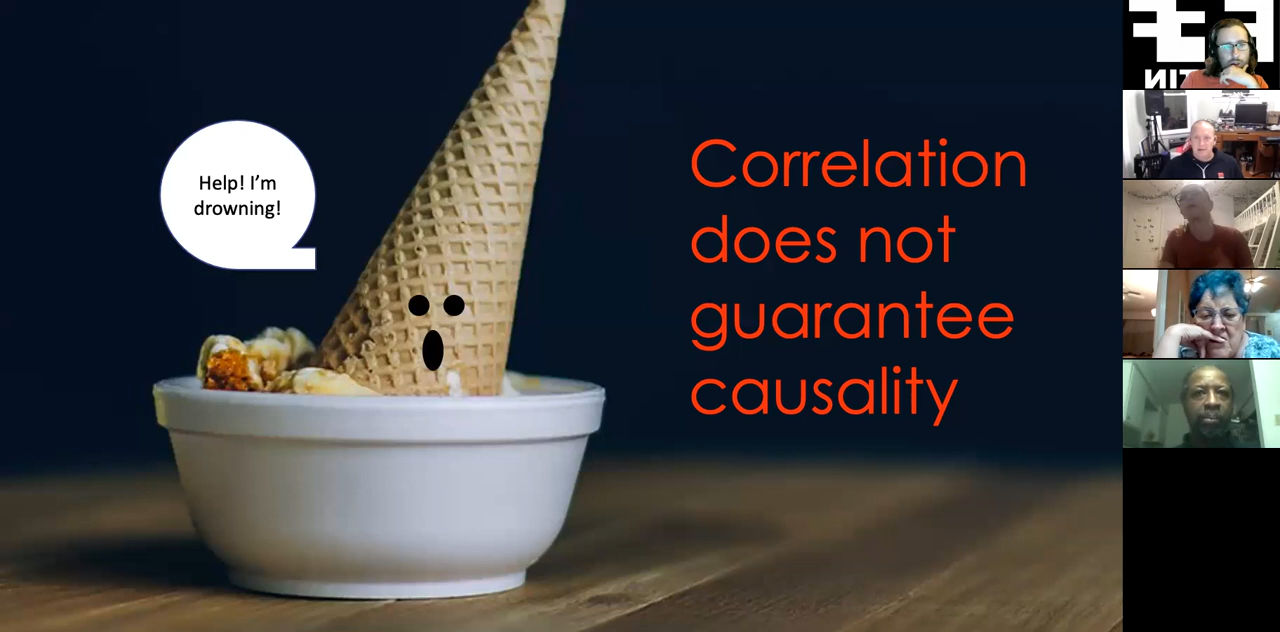 Help! I'm
drowning!
Correlation
does not
guarantee
causality